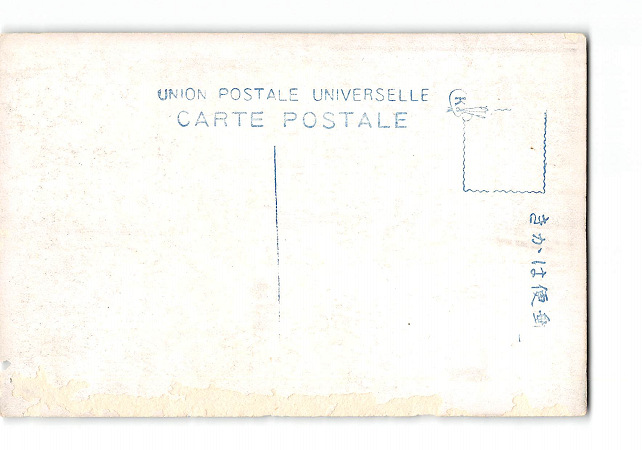 UNION POSTALE UNIVERSELLE
CARTE POSTALE
K
きかは便郵